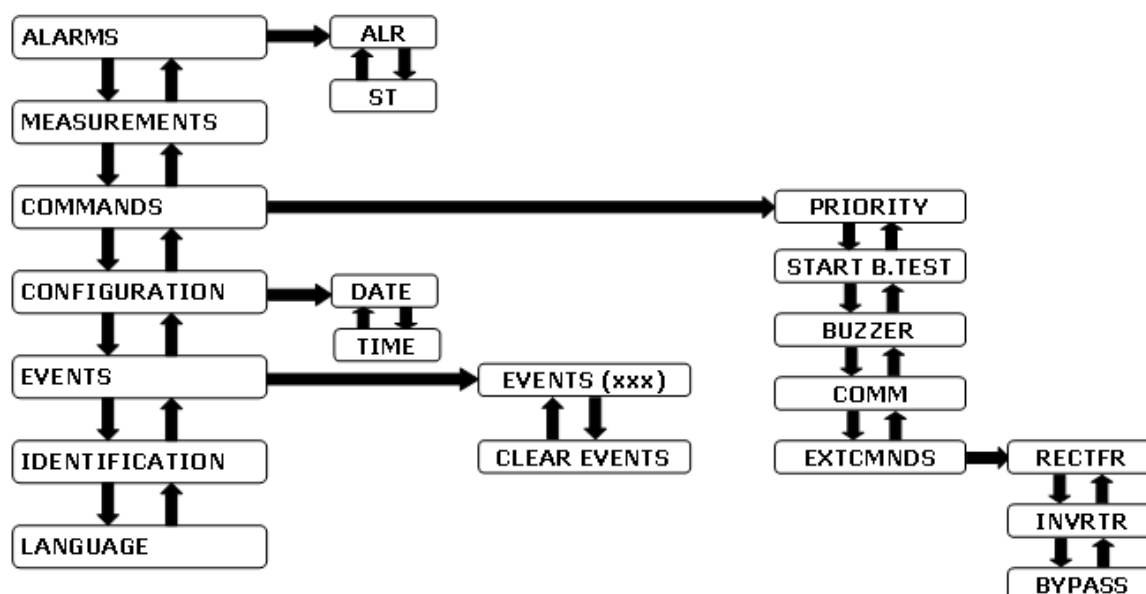 ALARMS
ALR
ST
MEASUREMENTS
COMMANDS
PRIORITY
START B.TEST
BUZZER
COMM
EXTCMNDS
RECTFR
INVRTR
BYPASS
CONFIGURATION
DATE
TIME
EVENTS
EVENTS (xxx)
CLEAR EVENTS
IDENTIFICATION
LANGUAGE